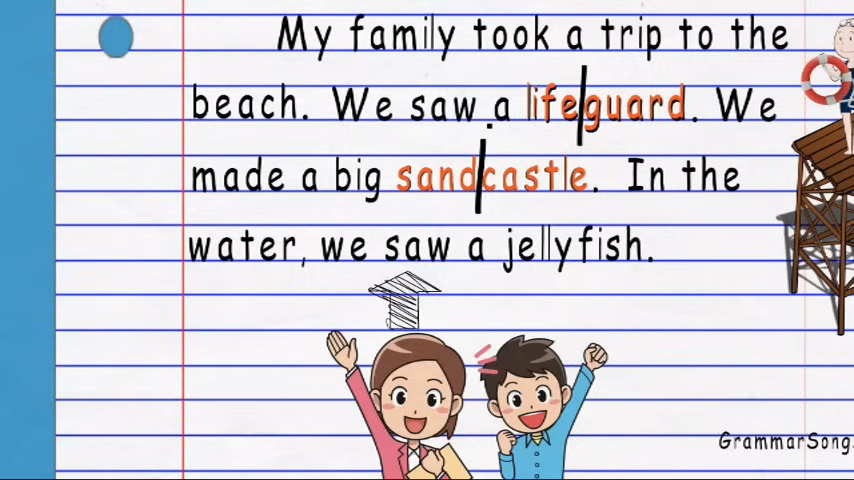 My family took a trip to the
beach. We saw a lifeguard. We
made a big sandcastle. In the
water, we saw a jellyfish.
GrammarSong.